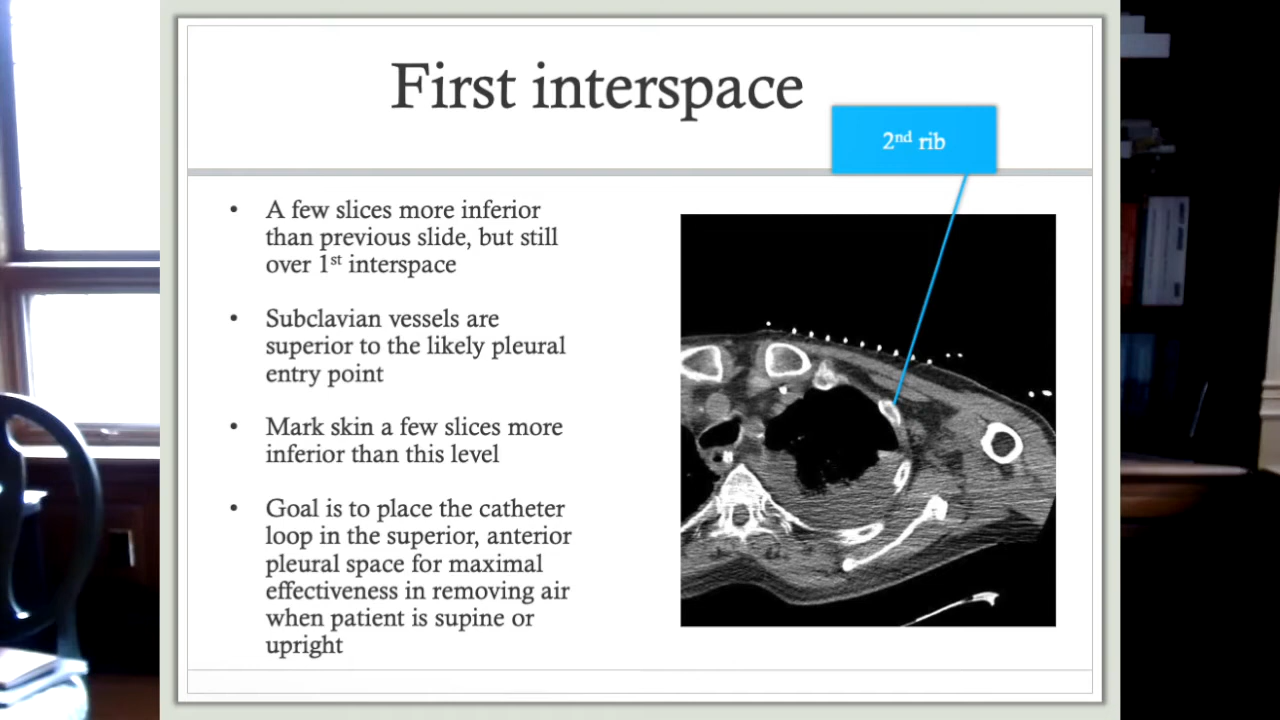 First interspace
2nd rib
• A few slices more inferior
than previous slide, but still
over 1st interspace
• Subclavian vessels are
superior to the likely pleural
entry point
• Mark skin a few slices more
inferior than this level
• Goal is to place the catheter
loop in the superior, anterior
pleural space for maximal
effectiveness in removing air
when patient is supine or
upright